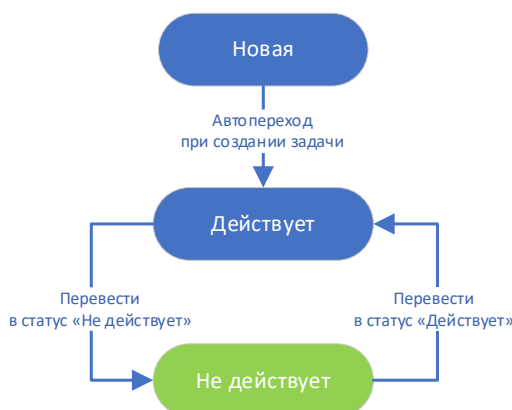 Новая
Автопереход
при создании задачи
Действует
Перевести
в статус «Не действует»
Перевести
в статус «Действует»
Не действует